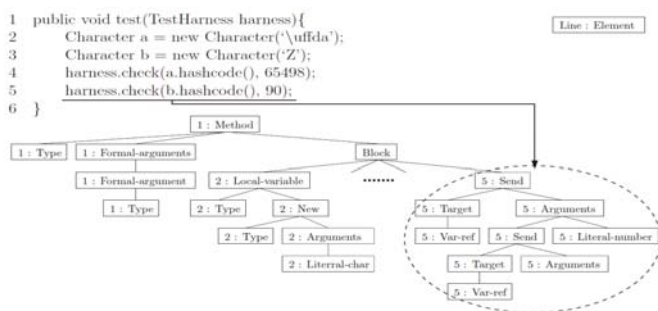 1 public void test(TestHarness harness){
2 Character a = new Character('\uffda');
3 Character b = new Character('Z');
4 harness.check(a.hashcode(), 65498);
5 harness.check(b.hashcode(), 90);
6 }
Line : Element
1 : Method
1 : Type 1 : Formal-arguments Block
1 : Formal-argument 2 : Local-variable ....... 5 : Send
1 : Type 2 : Type 2 : New 5 : Target 5 : Arguments
2 : Type 2 : Arguments 5 : Var-ref 5 : Send 5 : Literal-number
2 : Literral-char 5 : Target 5 : Arguments
5 : Var-ref